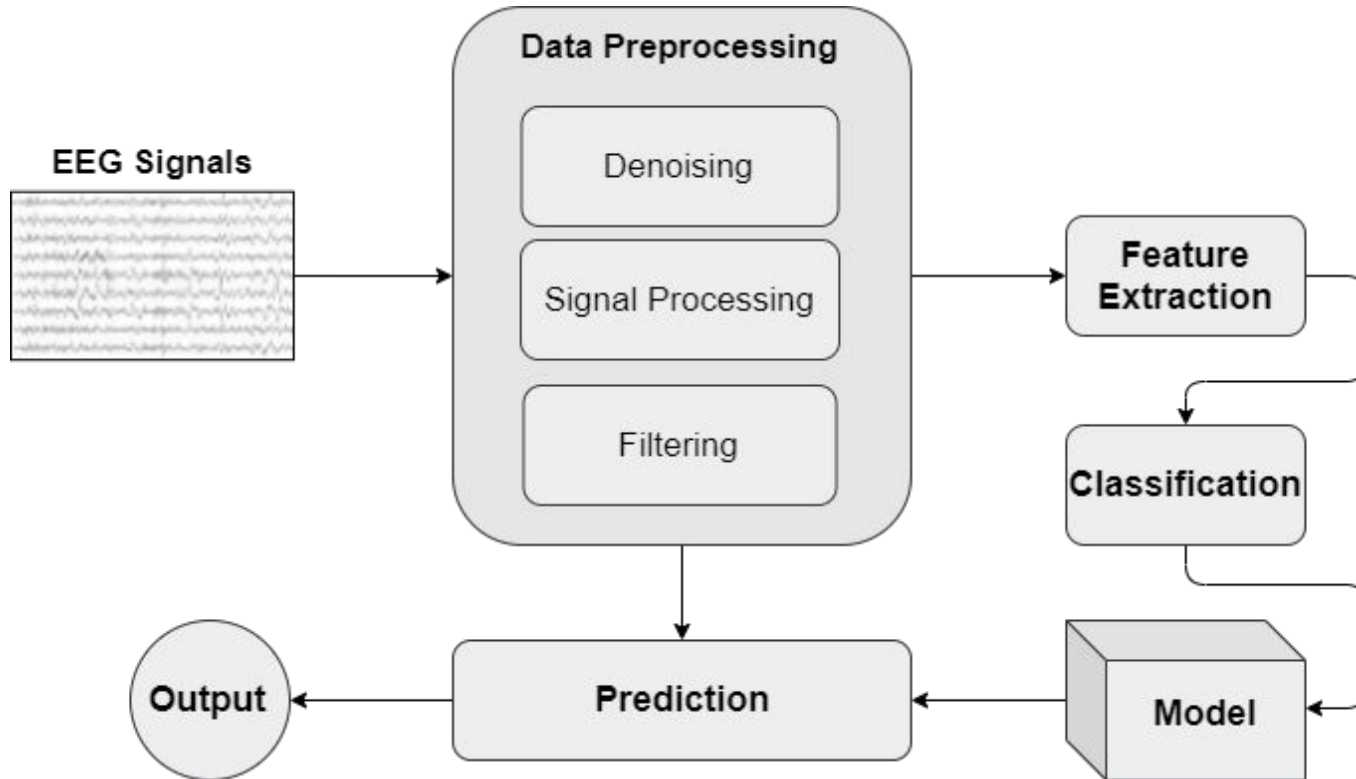 Data Preprocessing
Denoising
EEG Signals
Signal Processing
Feature
Extraction
Filtering
Classification
Output
Prediction
Model